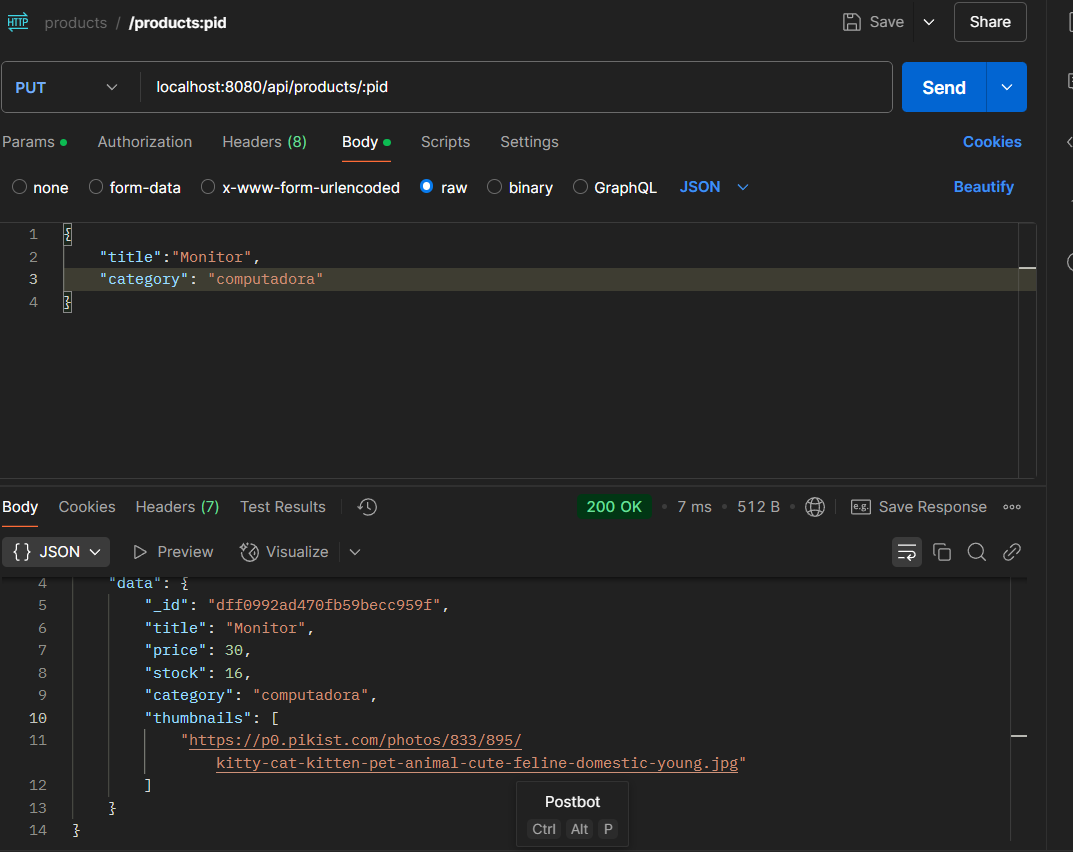 HTTP products / /products:pid Save Share
PUT localhost:8080/api/products/:pid Send
Params Authorization Headers (8) Body Scripts Settings Cookies
none form-data x-www-form-urlencoded raw binary GraphQL JSON Beautify
1 {
2 "title":"Monitor",
3 "category": "computadora"
4 }
Body Cookies Headers (7) Test Results 200 OK 7 ms 512 B e.g. Save Response
{} JSON Preview Visualize
4 "data": {
5 "_id": "dff0992ad470fb59becc959f",
6 "title": "Monitor",
7 "price": 30,
8 "stock": 16,
9 "category": "computadora",
10 "thumbnails": [
11 "https://p0.pikist.com/photos/833/895/
kitty-cat-kitten-pet-animal-cute-feline-domestic-young.jpg"
12 ]
13 }
14 }
Postbot
Ctrl Alt P